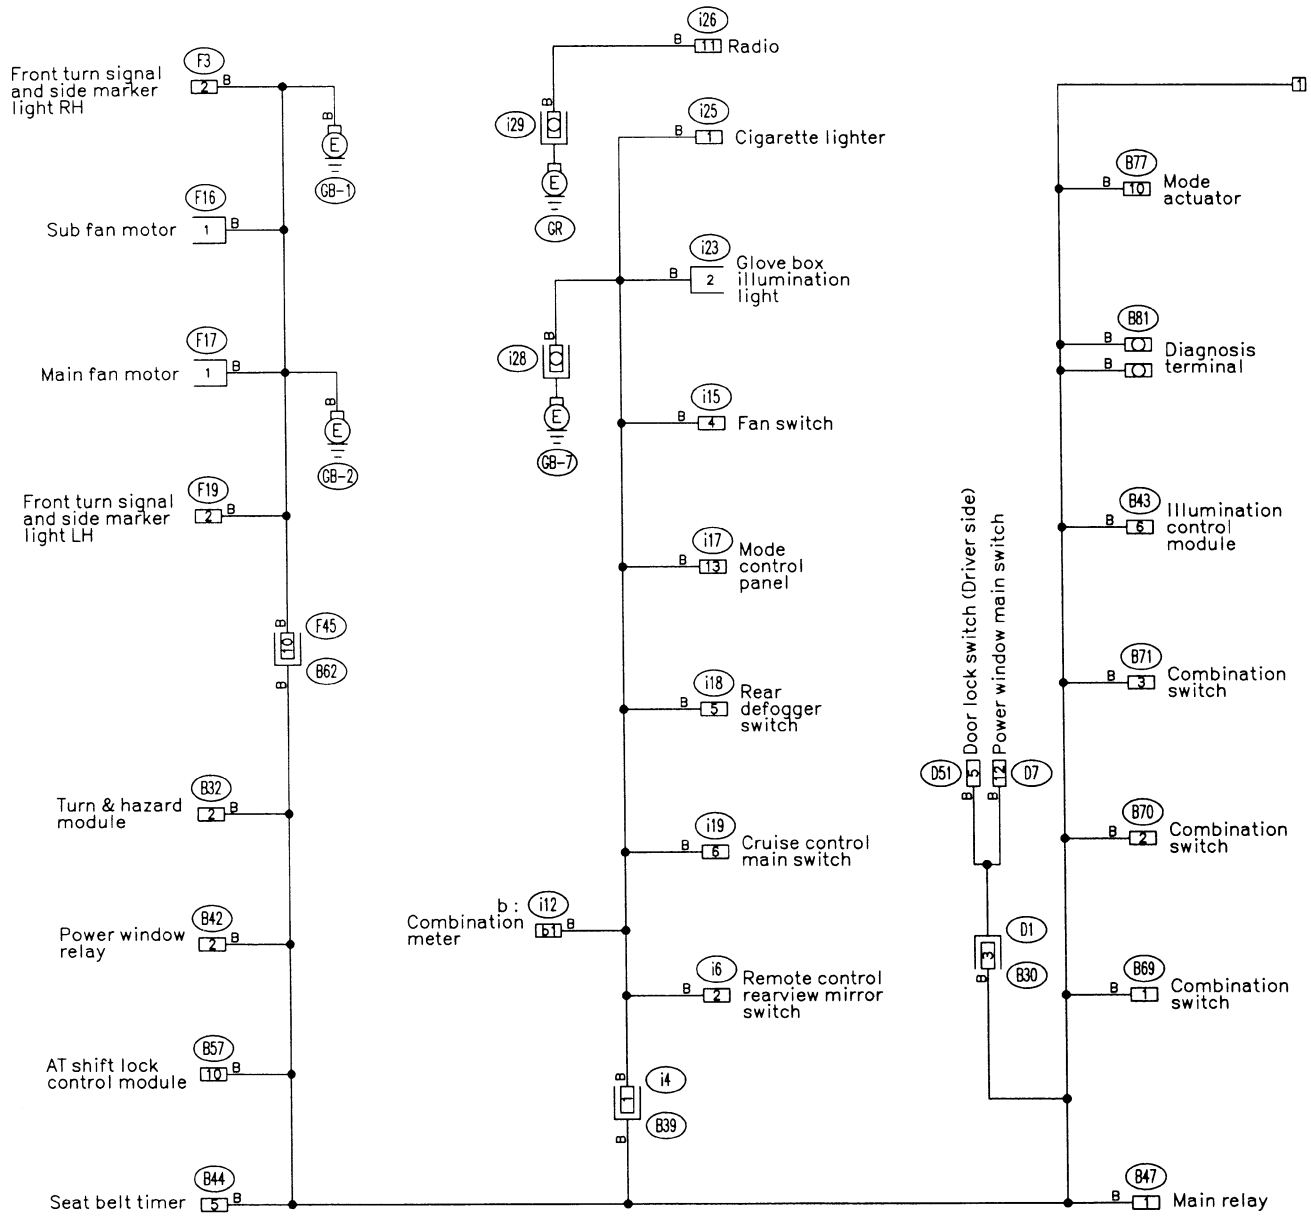 F3
Front turn signal
and side marker
light RH
2 B
B
E
GB-1
F16
Sub fan motor
1 B
F17
Main fan motor
1 B
B
E
GB-2
F19
Front turn signal
and side marker
light LH
2 B
B
10
F45
B62
B
B32
Turn & hazard
module
2 B
B42
Power window
relay
2 B
B57
AT shift lock
control module
10 B
B44
Seat belt timer
5 B
i26
B 11 Radio
B
i29
E
GR
i25
B 1 Cigarette lighter
i23
B 2
Glove box
illumination
light
B
i28
E
GB-7
i15
B 4 Fan switch
i17
B 13
Mode
control
panel
i18
B 5
Rear
defogger
switch
i19
B 6
Cruise control
main switch
b :
Combination
meter
i12
b1 B
i6
B 2
Remote control
rearview mirror
switch
B
1
i4
B39
B
Door lock switch (Driver side)
Power window main switch
D51
5
12
D7
B
B
3
D1
B30
B
1
B77
B 10
Mode
actuator
B81
B
B
Diagnosis
terminal
B43
B 6
Illumination
control
module
B71
B 3
Combination
switch
B70
B 2
Combination
switch
B69
B 1
Combination
switch
B47
B 1 Main relay